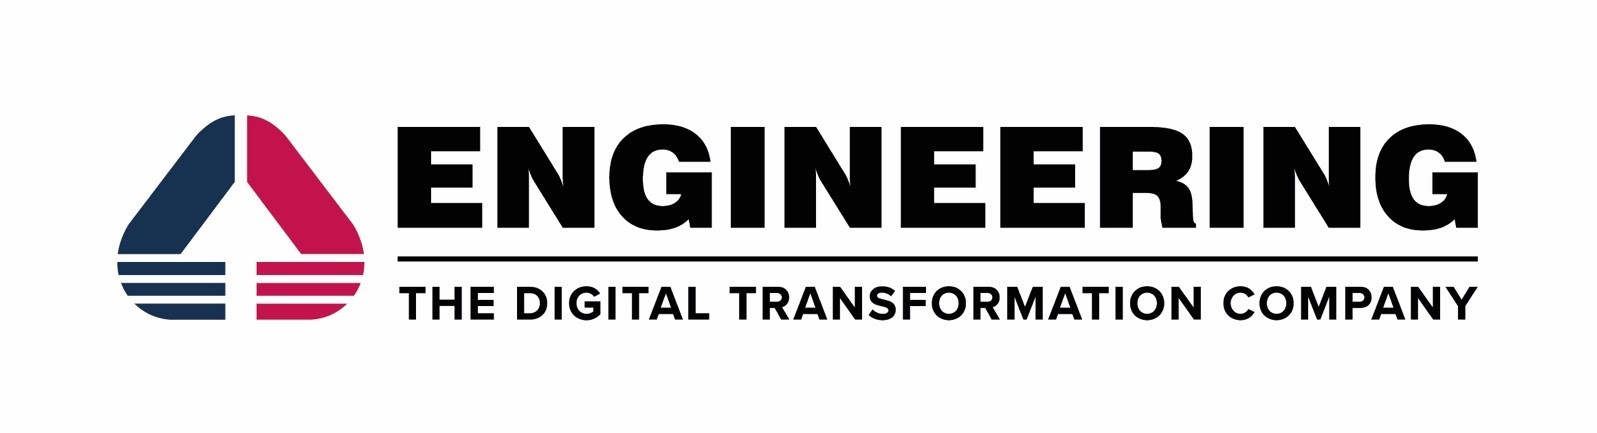 ENGINEERING
THE DIGITAL TRANSFORMATION COMPANY